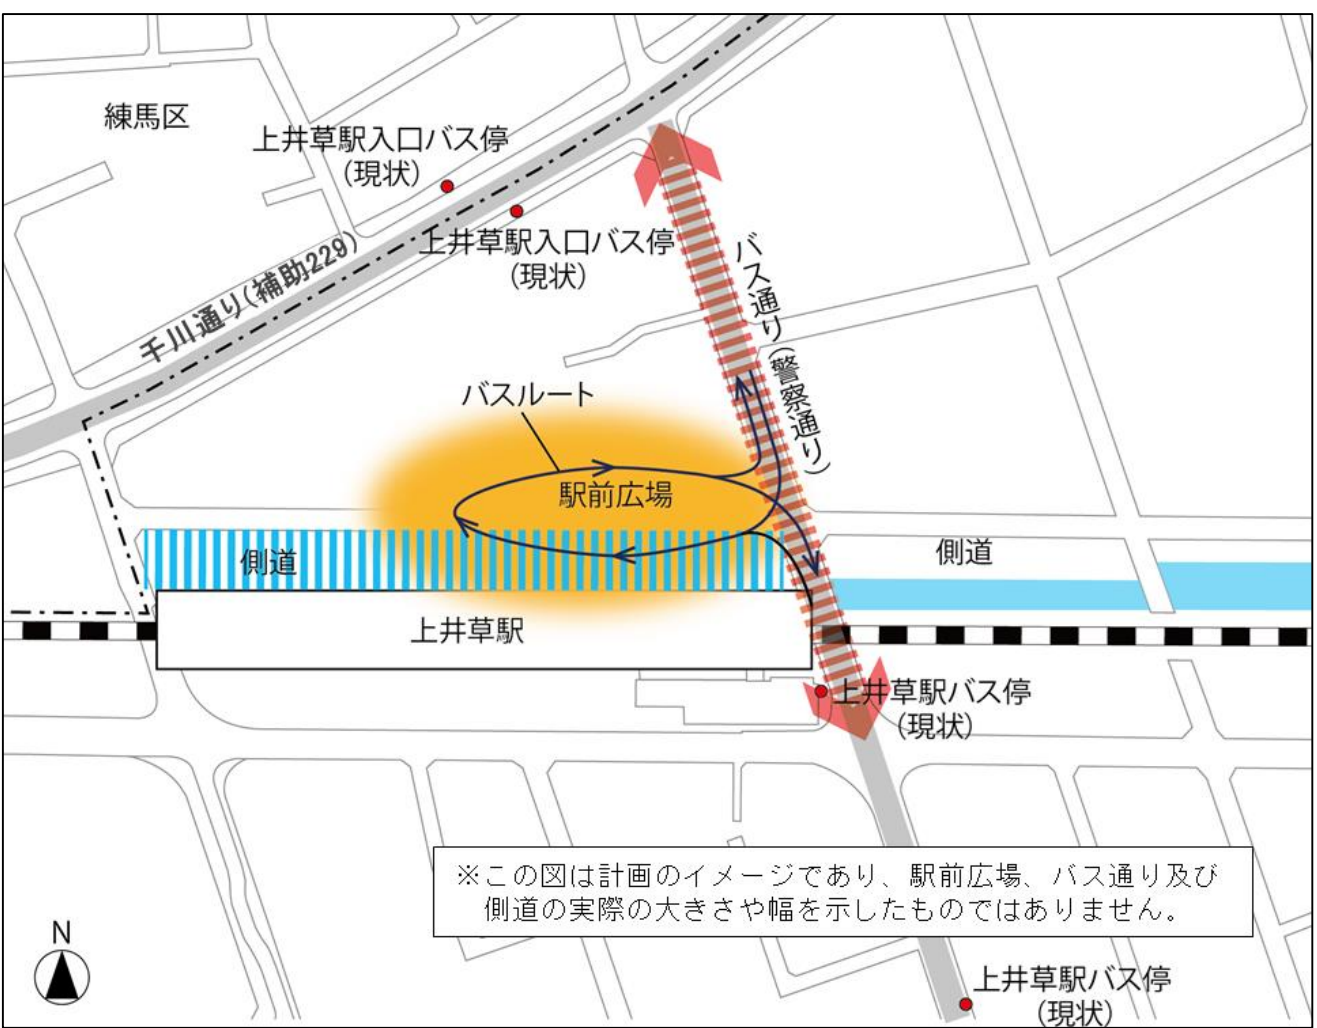 練馬区
上井草駅入口バス停
(現状)
上井草駅入口バス停
(現状)
千川通り(補助229)
バス通り(警察通り)
バスルート
駅前広場
側道
側道
上井草駅
上井草駅バス停
(現状)
※この図は計画のイメージであり、駅前広場、バス通り及び
側道の実際の大きさや幅を示したものではありません。
N
上井草駅バス停
(現状)